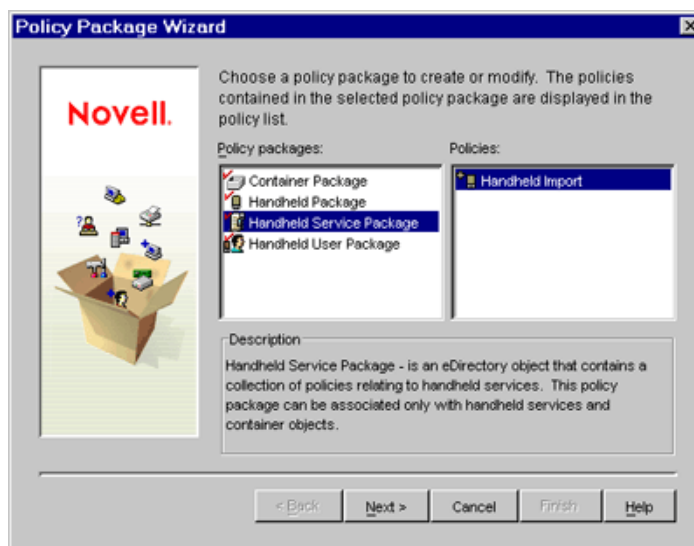 Policy Package Wizard
Novell.
Choose a policy package to create or modify. The policies
contained in the selected policy package are displayed in the
policy list.
Policy packages:
Container Package
Handheld Package
Handheld Service Package
Handheld User Package
Policies:
Handheld Import
Description
Handheld Service Package - is an eDirectory object that contains a
collection of policies relating to handheld services. This policy
package can be associated only with handheld services and
container objects.
< Back
Next >
Cancel
Finish
Help